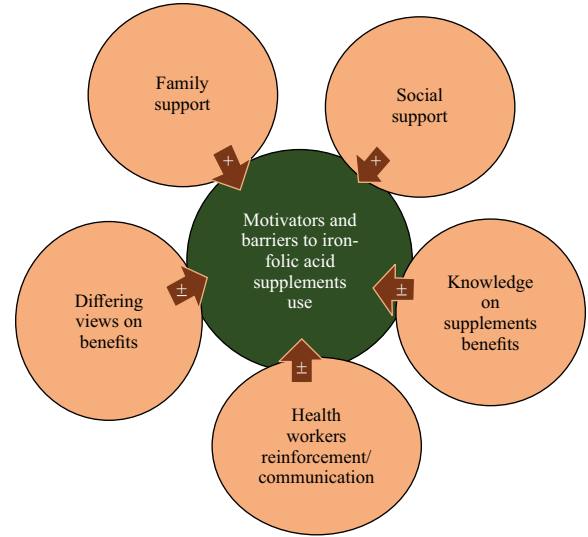 Family
support
Social
support
+
+
Motivators and
barriers to iron-
folic acid
supplements
use
Differing
views on
benefits
±
±
Knowledge
on
supplements
benefits
±
Health
workers
reinforcement/
communication